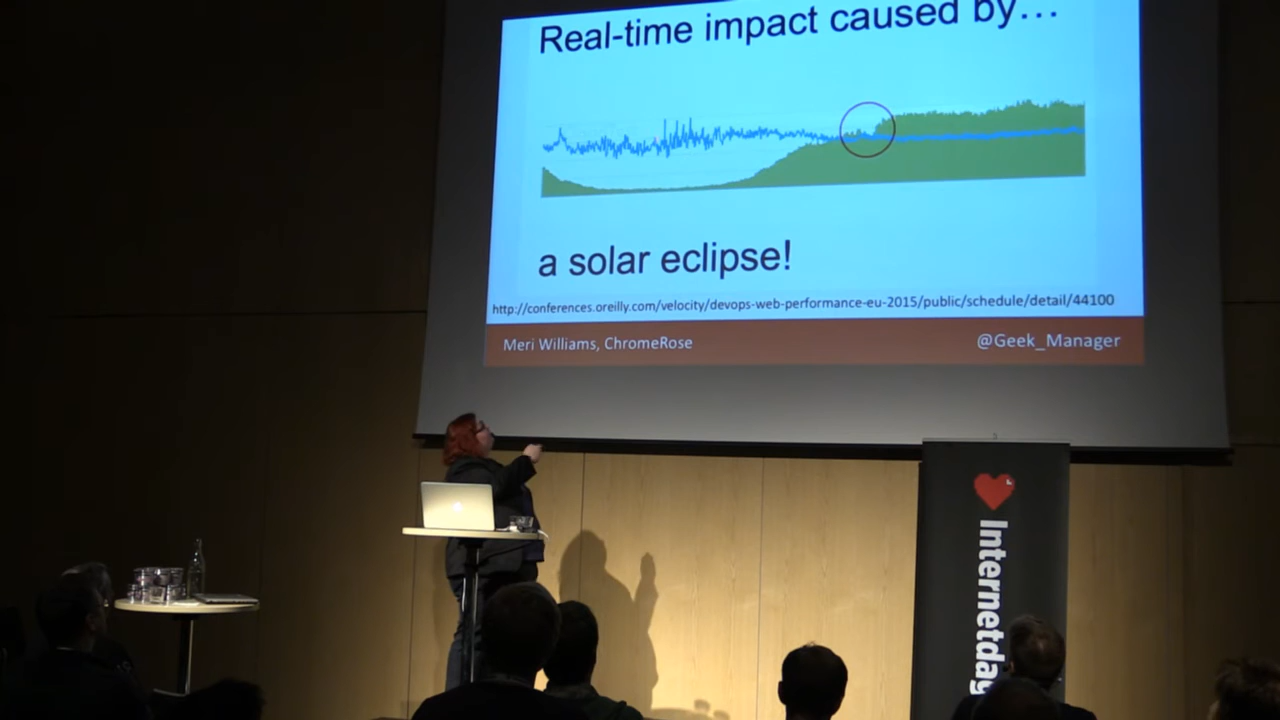 Real-time impact caused by…
a solar eclipse!
http://conferences.oreilly.com/velocity/devops-web-performance-eu-2015/public/schedule/detail/44100
Meri Williams, ChromeRose
@Geek_Manager
Internetdag